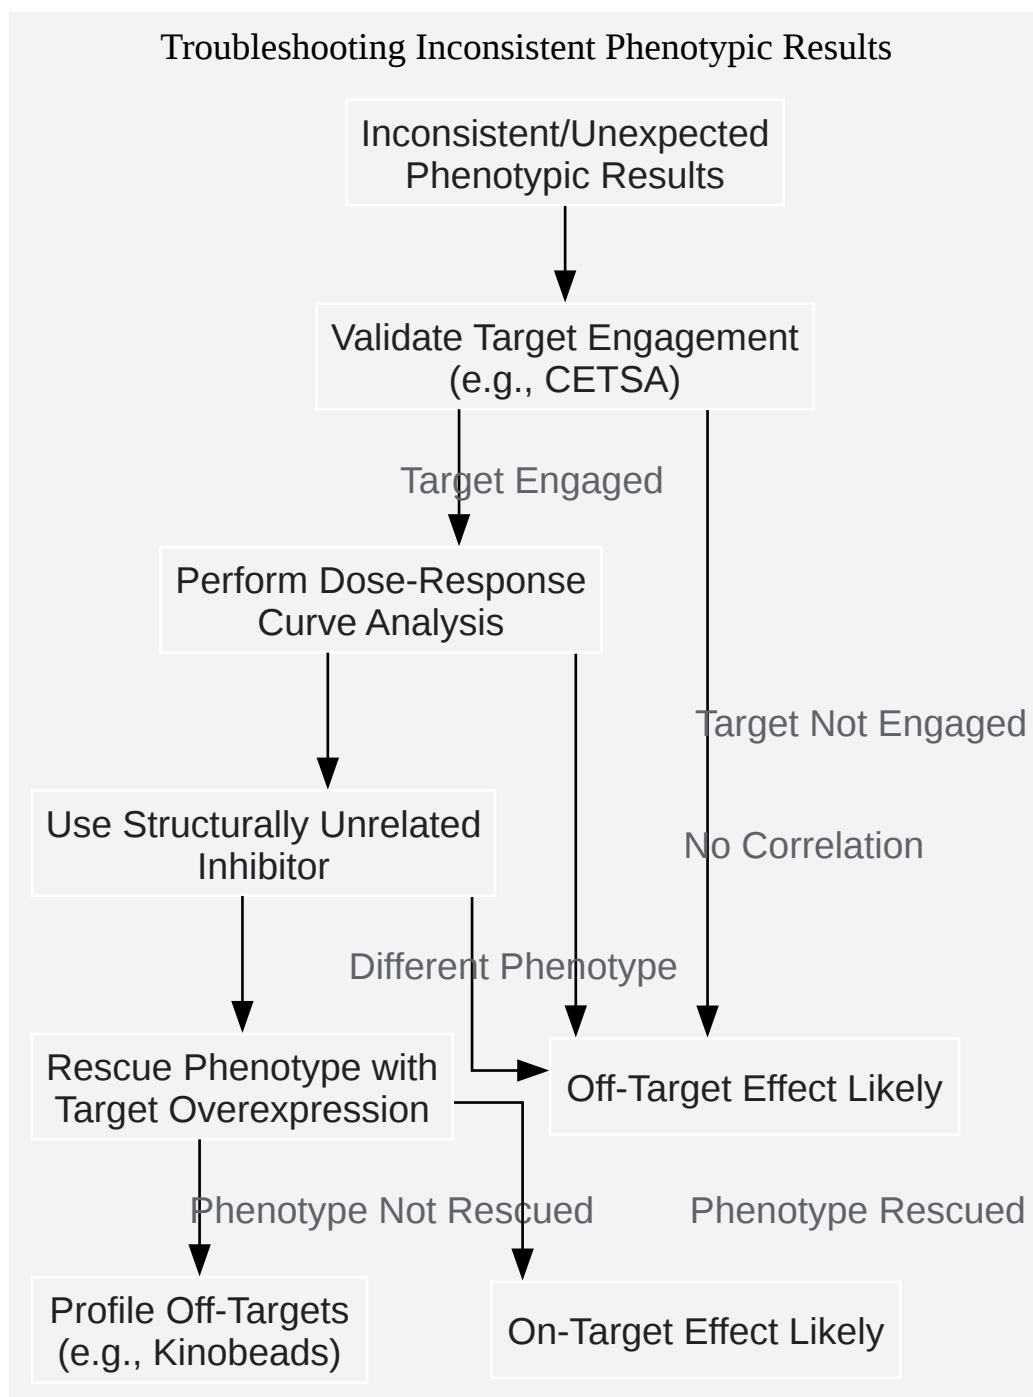 Troubleshooting Inconsistent Phenotypic Results
Inconsistent/Unexpected
Phenotypic Results
Validate Target Engagement
(e.g., CETSA)
Target Engaged
Perform Dose-Response
Curve Analysis
Target Not Engaged
Use Structurally Unrelated
Inhibitor
No Correlation
Different Phenotype
Rescue Phenotype with
Target Overexpression
Off-Target Effect Likely
Phenotype Not Rescued
Phenotype Rescued
Profile Off-Targets
(e.g., Kinobeads)
On-Target Effect Likely